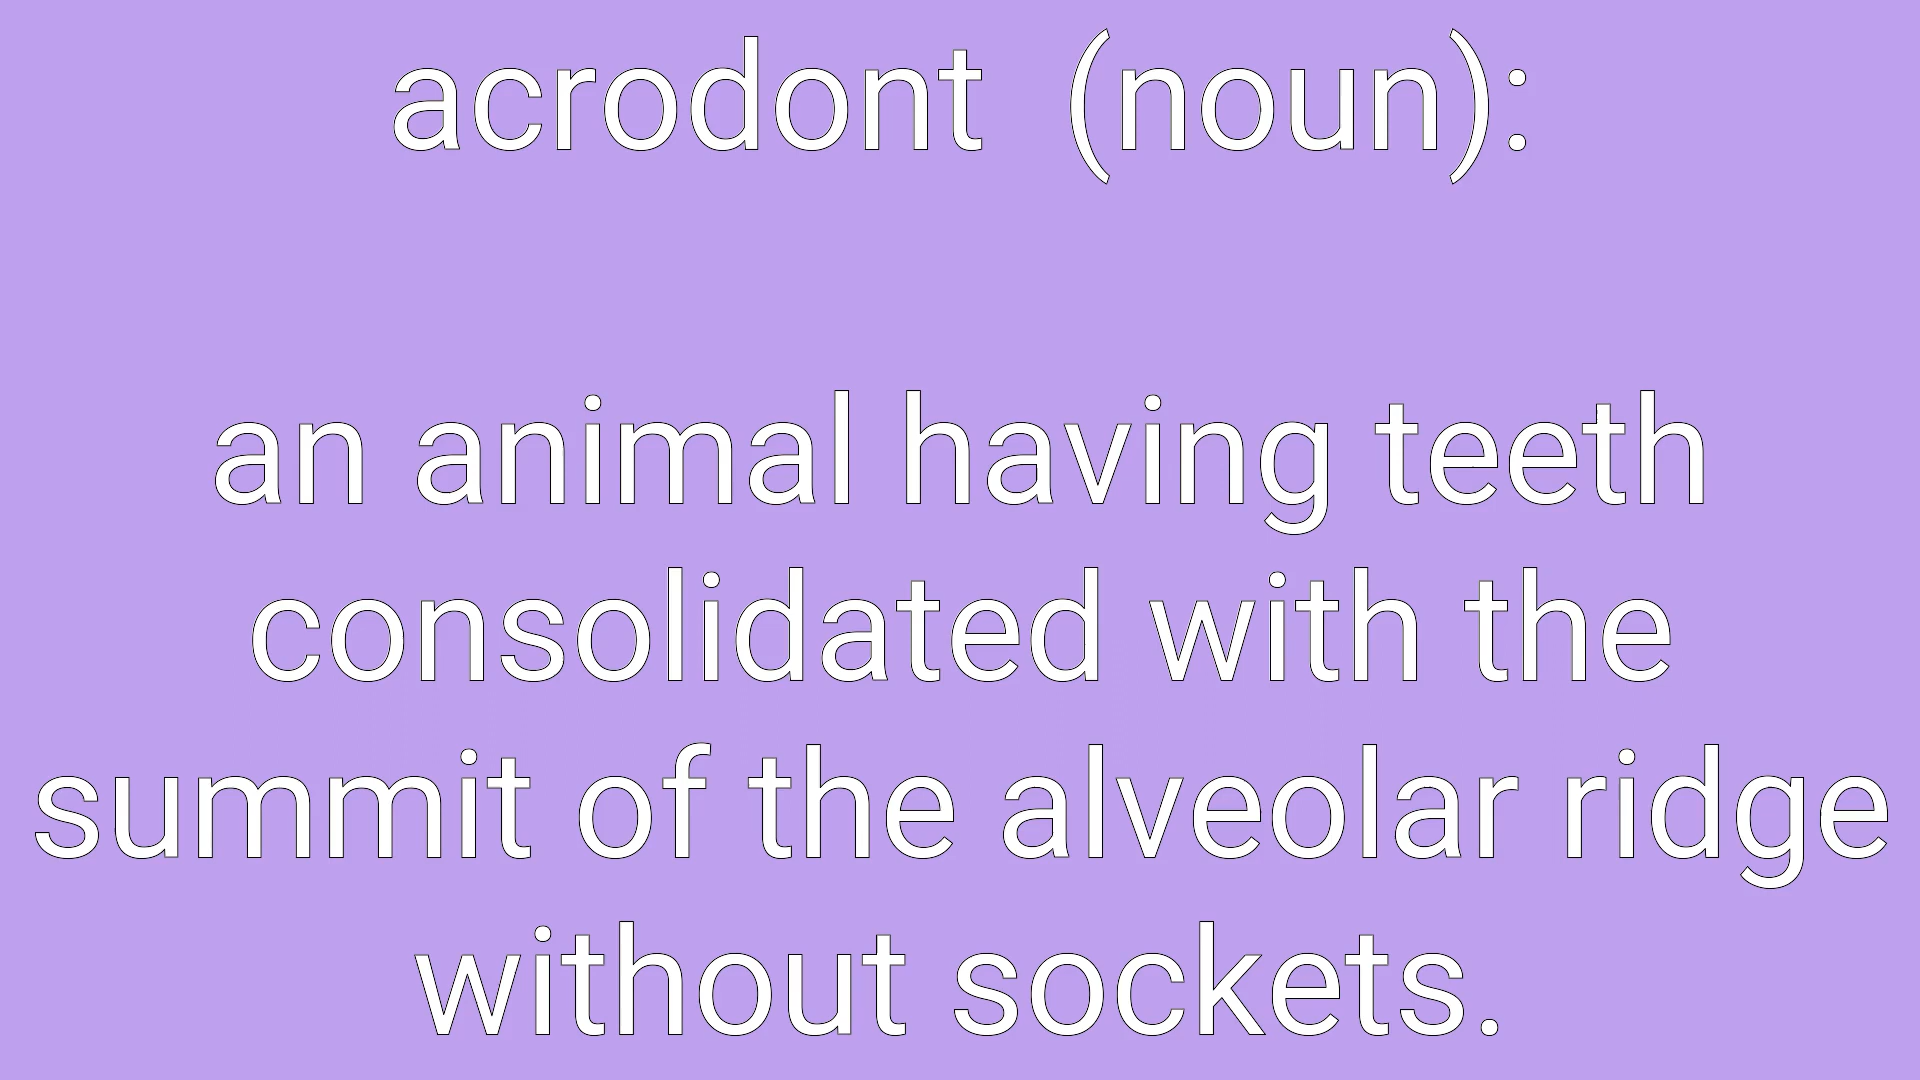 acrodont  (noun):
an animal having teeth
consolidated with the
summit of the alveolar ridge
without sockets.